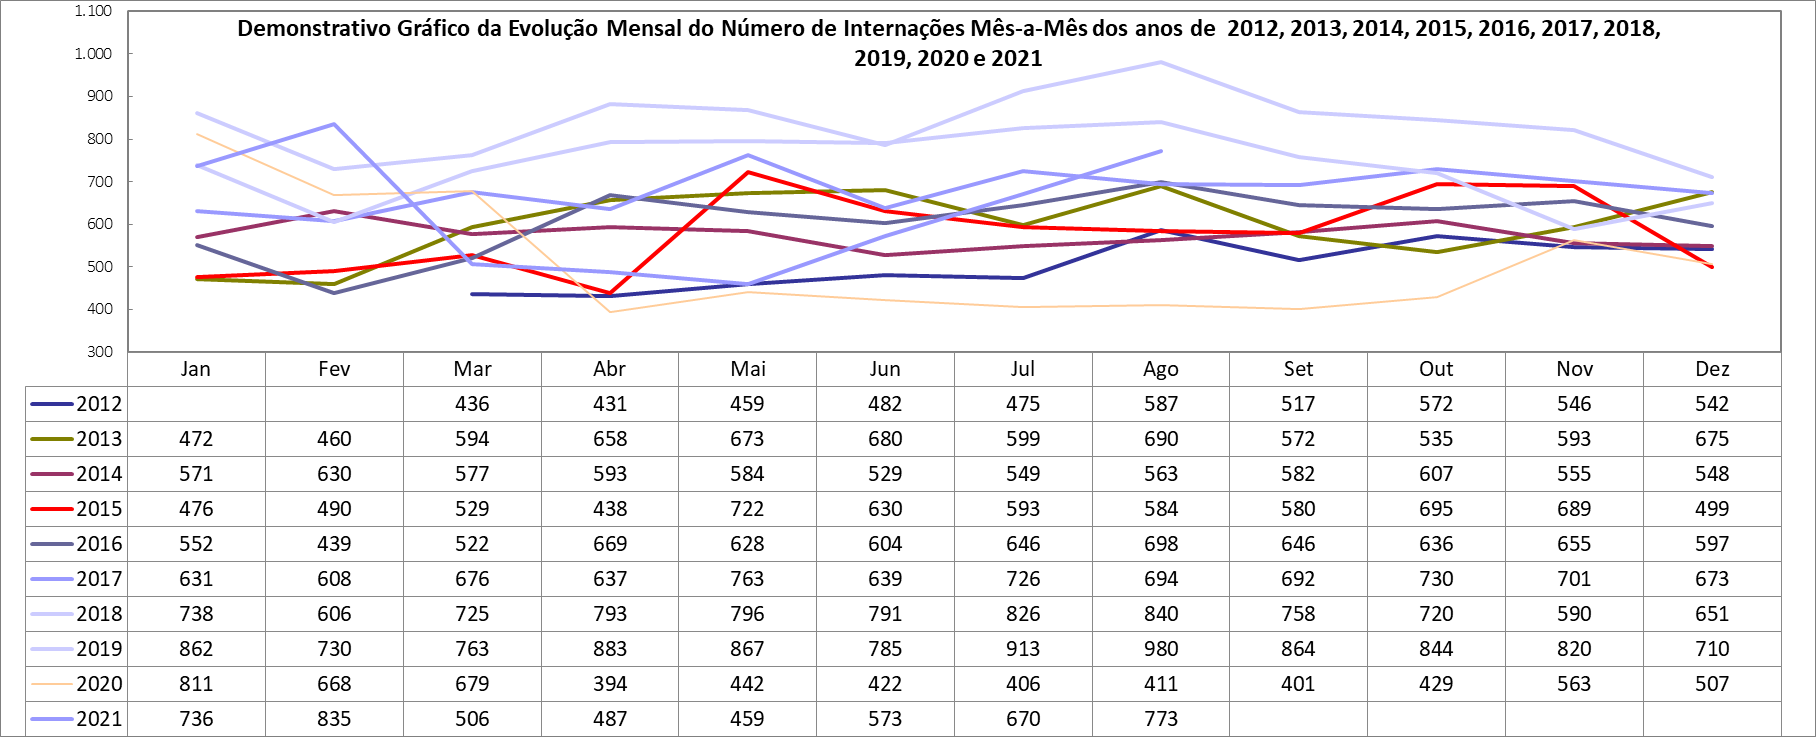 Demonstrativo Gráfico da Evolução Mensal do Número de Internações Mês-a-Mês dos anos de 2012, 2013, 2014, 2015, 2016, 2017, 2018,
2019, 2020 e 2021
1.100
1.000
900
800
700
600
500
400
300
Jan Fev Mar Abr Mai Jun Jul Ago Set Out Nov Dez
2012 436 431 459 482 475 587 517 572 546 542
2013 472 460 594 658 673 680 599 690 572 535 593 675
2014 571 630 577 593 584 529 549 563 582 607 555 548
2015 476 490 529 438 722 630 593 584 580 695 689 499
2016 552 439 522 669 628 604 646 698 646 636 655 597
2017 631 608 676 637 763 639 726 694 692 730 701 673
2018 738 606 725 793 796 791 826 840 758 720 590 651
2019 862 730 763 883 867 785 913 980 864 844 820 710
2020 811 668 679 394 442 422 406 411 401 429 563 507
2021 736 835 506 487 459 573 670 773